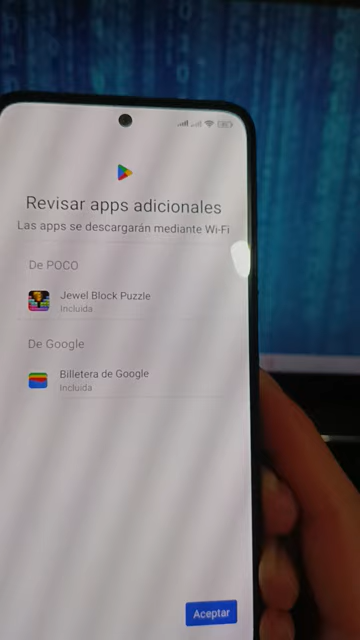 Revisar apps adicionales
Las apps se descargarán mediante Wi-Fi
De POCO
Jewel Block Puzzle
Incluida
De Google
Billetera de Google
Incluida
Aceptar